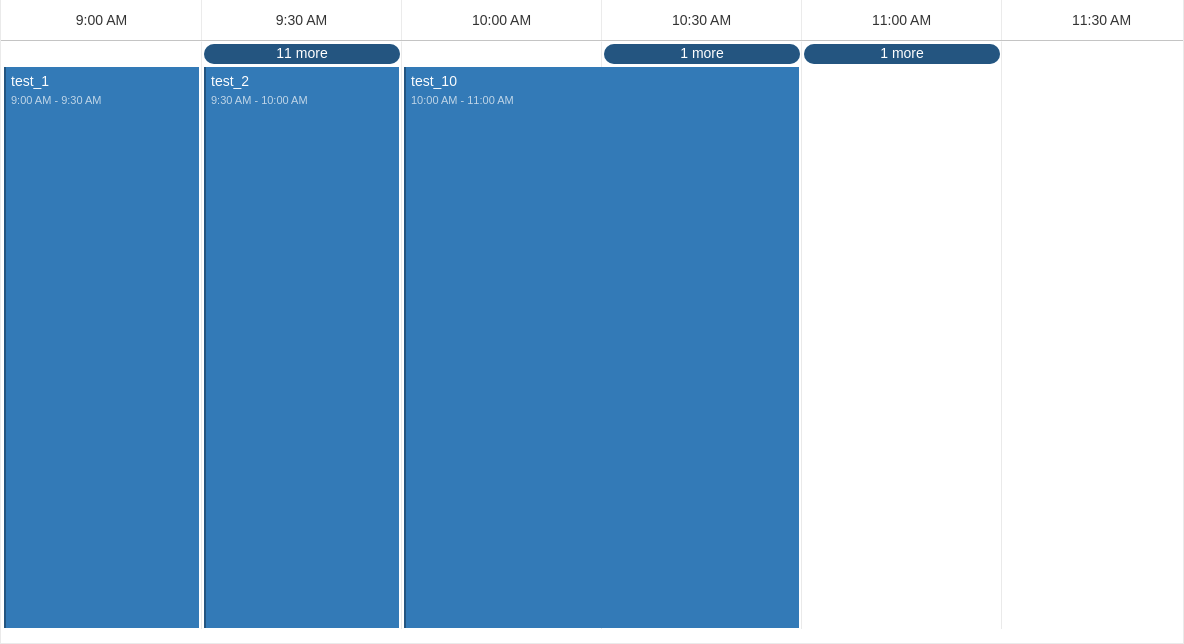 9:00 AM 9:30 AM 10:00 AM 10:30 AM 11:00 AM 11:30 AM
11 more 1 more 1 more
test_1 test_2 test_10
9:00 AM - 9:30 AM 9:30 AM - 10:00 AM 10:00 AM - 11:00 AM